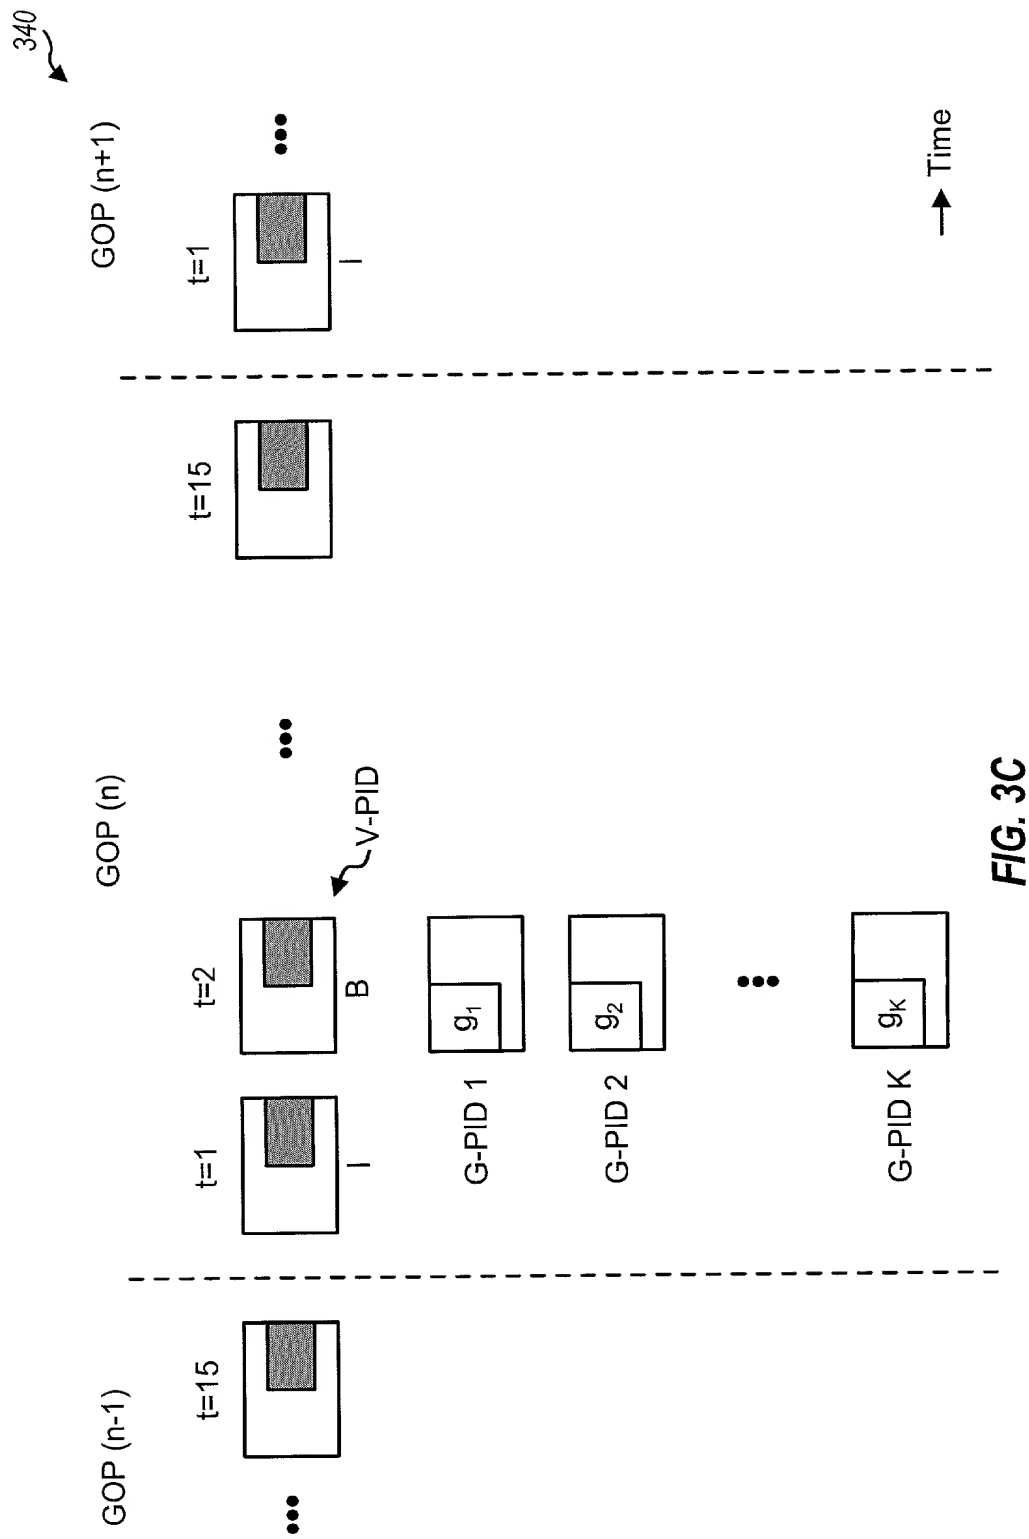 340
GOP (n-1)
GOP (n)
GOP (n+1)
t=15
t=1
t=2
t=15
t=1
I
B
I
V-PID
G-PID 1
g1
G-PID 2
g2
G-PID K
gK
Time
FIG. 3C